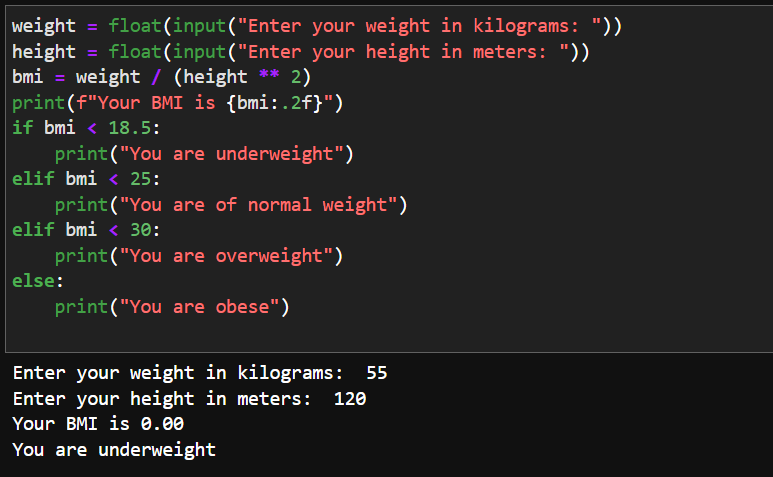 weight = float(input("Enter your weight in kilograms: "))
height = float(input("Enter your height in meters: "))
bmi = weight / (height ** 2)
print(f"Your BMI is {bmi:.2f}")
if bmi < 18.5:
    print("You are underweight")
elif bmi < 25:
    print("You are of normal weight")
elif bmi < 30:
    print("You are overweight")
else:
    print("You are obese")
Enter your weight in kilograms:  55
Enter your height in meters:  120
Your BMI is 0.00
You are underweight